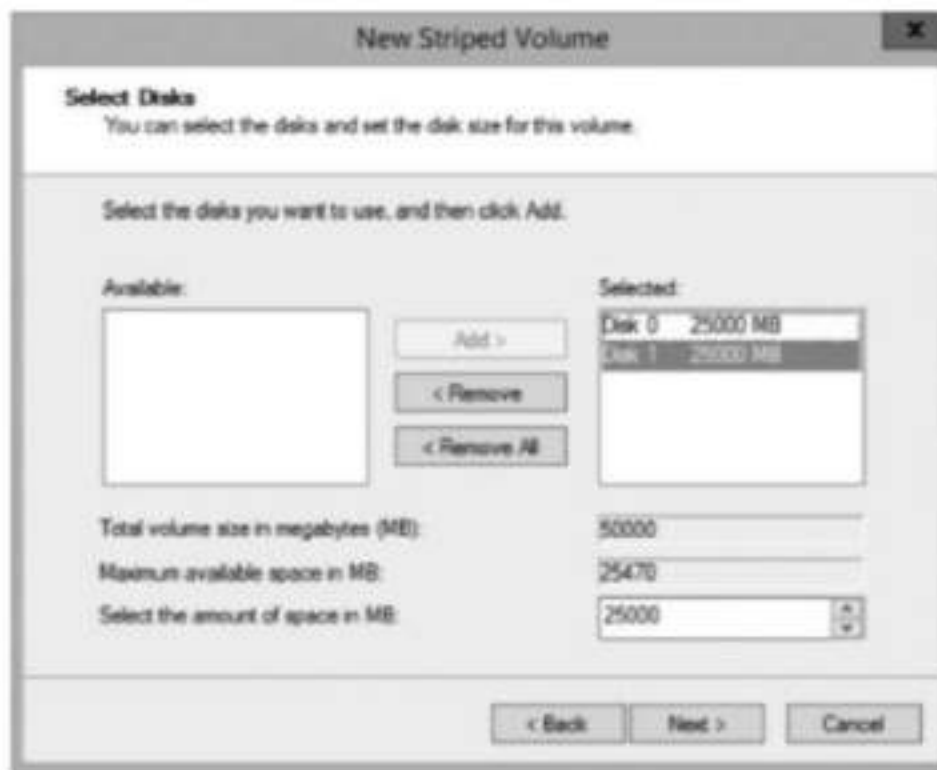 New Striped Volume
x
Select Disks
You can select the disks and set the disk size for this volume.
Select the disks you want to use, and then click Add.
Available:
Selected:
Add >
Disk 0 25000 MB
Disk 1 25000 MB
< Remove
< Remove All
Total volume size in megabytes (MB): 50000
Maximum available space in MB: 25470
Select the amount of space in MB: 25000
< Back
Next >
Cancel